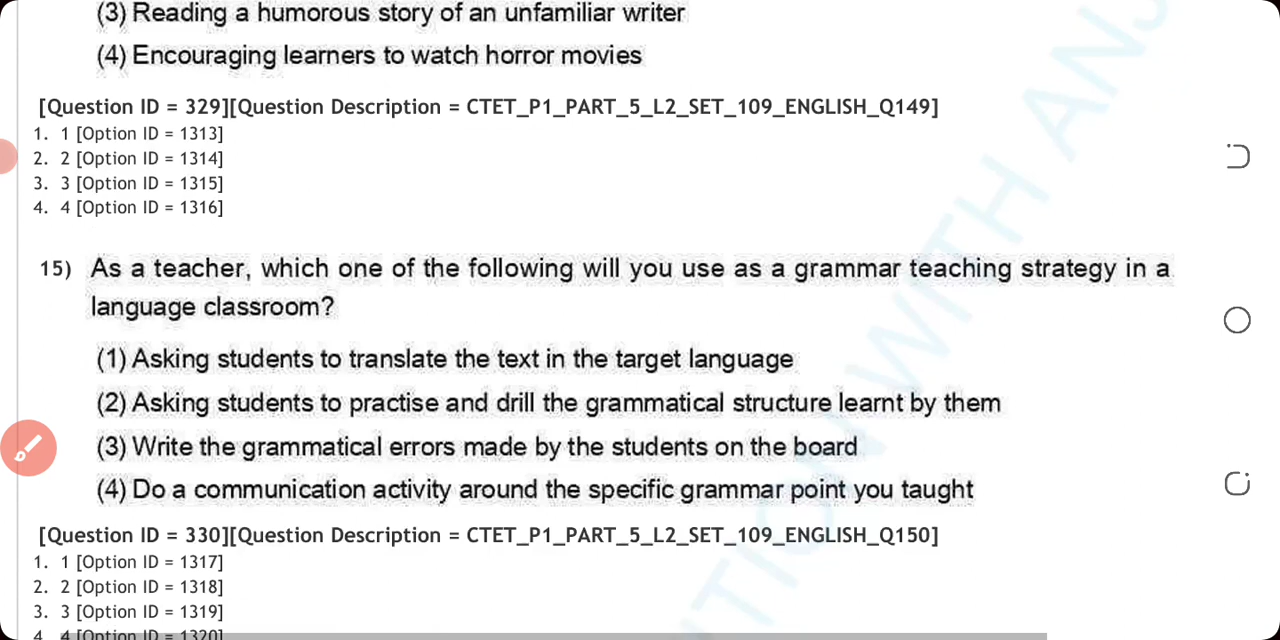 (3) Reading a humorous story of an unfamiliar writer
(4) Encouraging learners to watch horror movies
[Question ID = 329][Question Description = CTET_P1_PART_5_L2_SET_109_ENGLISH_Q149]
1. 1 [Option ID = 1313]
2. 2 [Option ID = 1314]
3. 3 [Option ID = 1315]
4. 4 [Option ID = 1316]
15) As a teacher, which one of the following will you use as a grammar teaching strategy in a
language classroom?
(1) Asking students to translate the text in the target language
(2) Asking students to practise and drill the grammatical structure learnt by them
(3) Write the grammatical errors made by the students on the board
(4) Do a communication activity around the specific grammar point you taught
[Question ID = 330][Question Description = CTET_P1_PART_5_L2_SET_109_ENGLISH_Q150]
1. 1 [Option ID = 1317]
2. 2 [Option ID = 1318]
3. 3 [Option ID = 1319]
4. 4 [Option ID = 1320]
WITH